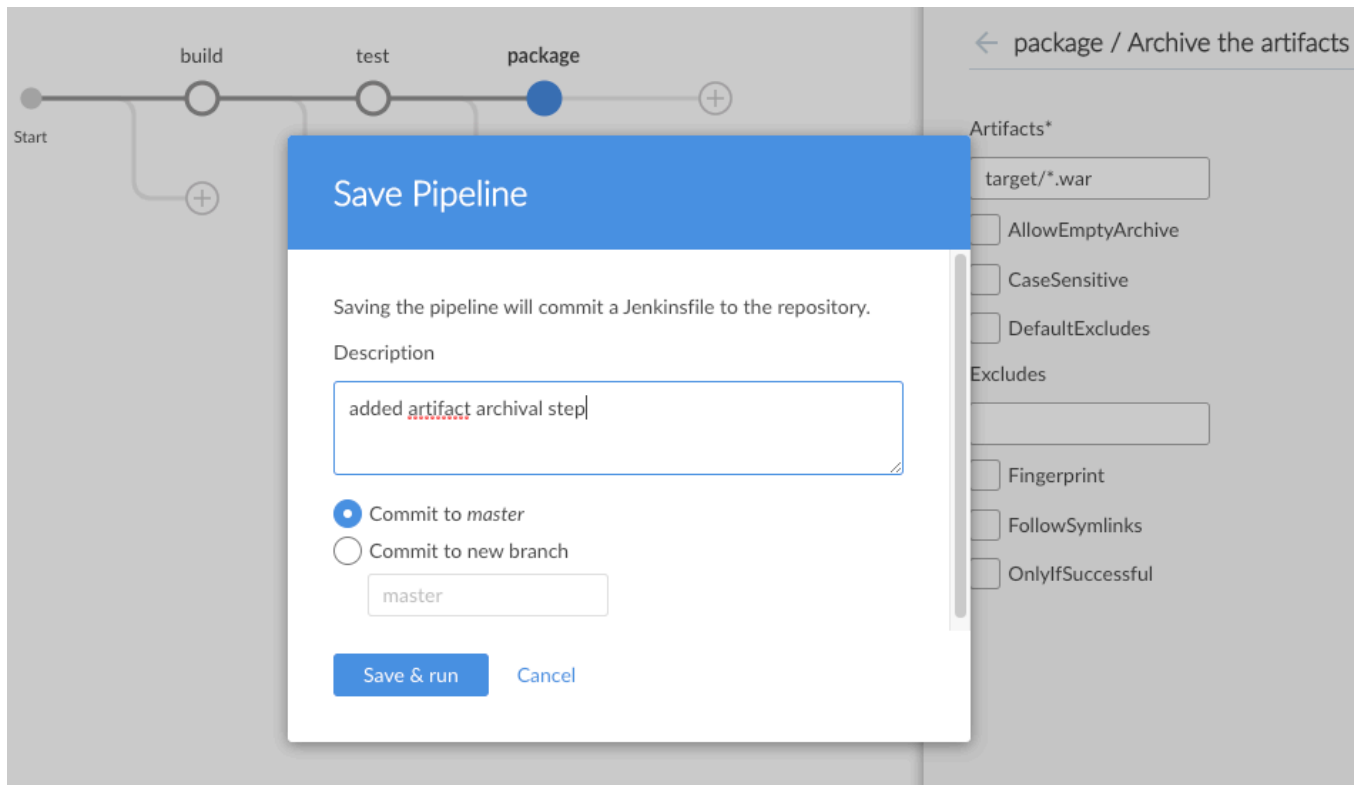 build
test
package
Start
Save Pipeline
Saving the pipeline will commit a Jenkinsfile to the repository.
Description
added artifact archival step
Commit to master
Commit to new branch
master
Save & run
Cancel
package / Archive the artifacts
Artifacts*
target/*.war
AllowEmptyArchive
CaseSensitive
DefaultExcludes
Excludes
Fingerprint
FollowSymlinks
OnlyIfSuccessful